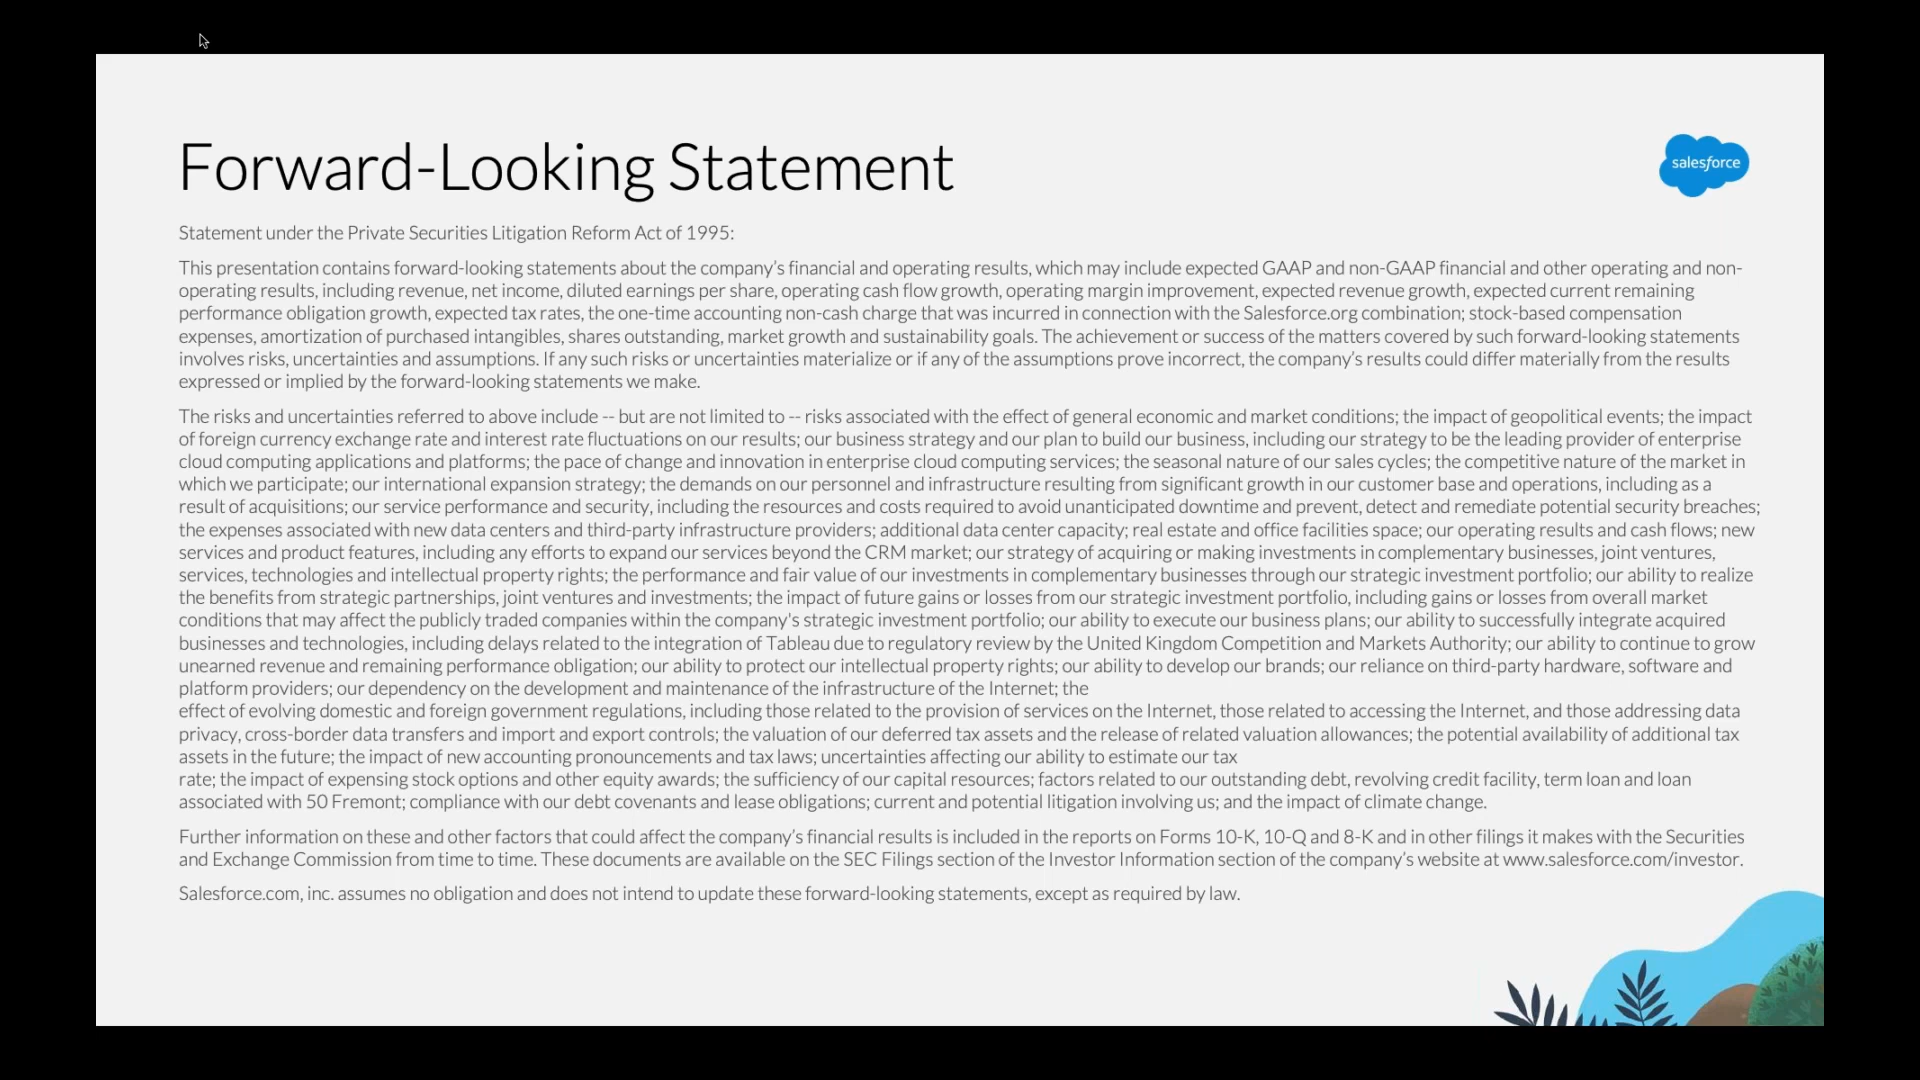 Forward-Looking Statement
salesforce
Statement under the Private Securities Litigation Reform Act of 1995:
This presentation contains forward-looking statements about the company's financial and operating results, which may include expected GAAP and non-GAAP financial and other operating and non-
operating results, including revenue, net income, diluted earnings per share, operating cash flow growth, operating margin improvement, expected revenue growth, expected current remaining
performance obligation growth, expected tax rates, the one-time accounting non-cash charge that was incurred in connection with the Salesforce.org combination; stock-based compensation
expenses, amortization of purchased intangibles, shares outstanding, market growth and sustainability goals. The achievement or success of the matters covered by such forward-looking statements
involves risks, uncertainties and assumptions. If any such risks or uncertainties materialize or if any of the assumptions prove incorrect, the company's results could differ materially from the results
expressed or implied by the forward-looking statements we make.
The risks and uncertainties referred to above include -- but are not limited to -- risks associated with the effect of general economic and market conditions; the impact of geopolitical events; the impact
of foreign currency exchange rate and interest rate fluctuations on our results; our business strategy and our plan to build our business, including our strategy to be the leading provider of enterprise
cloud computing applications and platforms; the pace of change and innovation in enterprise cloud computing services; the seasonal nature of our sales cycles; the competitive nature of the market in
which we participate; our international expansion strategy; the demands on our personnel and infrastructure resulting from significant growth in our customer base and operations, including as a
result of acquisitions; our service performance and security, including the resources and costs required to avoid unanticipated downtime and prevent, detect and remediate potential security breaches;
the expenses associated with new data centers and third-party infrastructure providers; additional data center capacity; real estate and office facilities space; our operating results and cash flows; new
services and product features, including any efforts to expand our services beyond the CRM market; our strategy of acquiring or making investments in complementary businesses, joint ventures,
services, technologies and intellectual property rights; the performance and fair value of our investments in complementary businesses through our strategic investment portfolio; our ability to realize
the benefits from strategic partnerships, joint ventures and investments; the impact of future gains or losses from our strategic investment portfolio, including gains or losses from overall market
conditions that may affect the publicly traded companies within the company's strategic investment portfolio; our ability to execute our business plans; our ability to successfully integrate acquired
businesses and technologies, including delays related to the integration of Tableau due to regulatory review by the United Kingdom Competition and Markets Authority; our ability to continue to grow
unearned revenue and remaining performance obligation; our ability to protect our intellectual property rights; our ability to develop our brands; our reliance on third-party hardware, software and
platform providers; our dependency on the development and maintenance of the infrastructure of the Internet; the
effect of evolving domestic and foreign government regulations, including those related to the provision of services on the Internet, those related to accessing the Internet, and those addressing data
privacy, cross-border data transfers and import and export controls; the valuation of our deferred tax assets and the release of related valuation allowances; the potential availability of additional tax
assets in the future; the impact of new accounting pronouncements and tax laws; uncertainties affecting our ability to estimate our tax
rate; the impact of expensing stock options and other equity awards; the sufficiency of our capital resources; factors related to our outstanding debt, revolving credit facility, term loan and loan
associated with 50 Fremont; compliance with our debt covenants and lease obligations; current and potential litigation involving us; and the impact of climate change.
Further information on these and other factors that could affect the company's financial results is included in the reports on Forms 10-K, 10-Q and 8-K and in other filings it makes with the Securities
and Exchange Commission from time to time. These documents are available on the SEC Filings section of the Investor Information section of the company's website at www.salesforce.com/investor.
Salesforce.com, inc. assumes no obligation and does not intend to update these forward-looking statements, except as required by law.